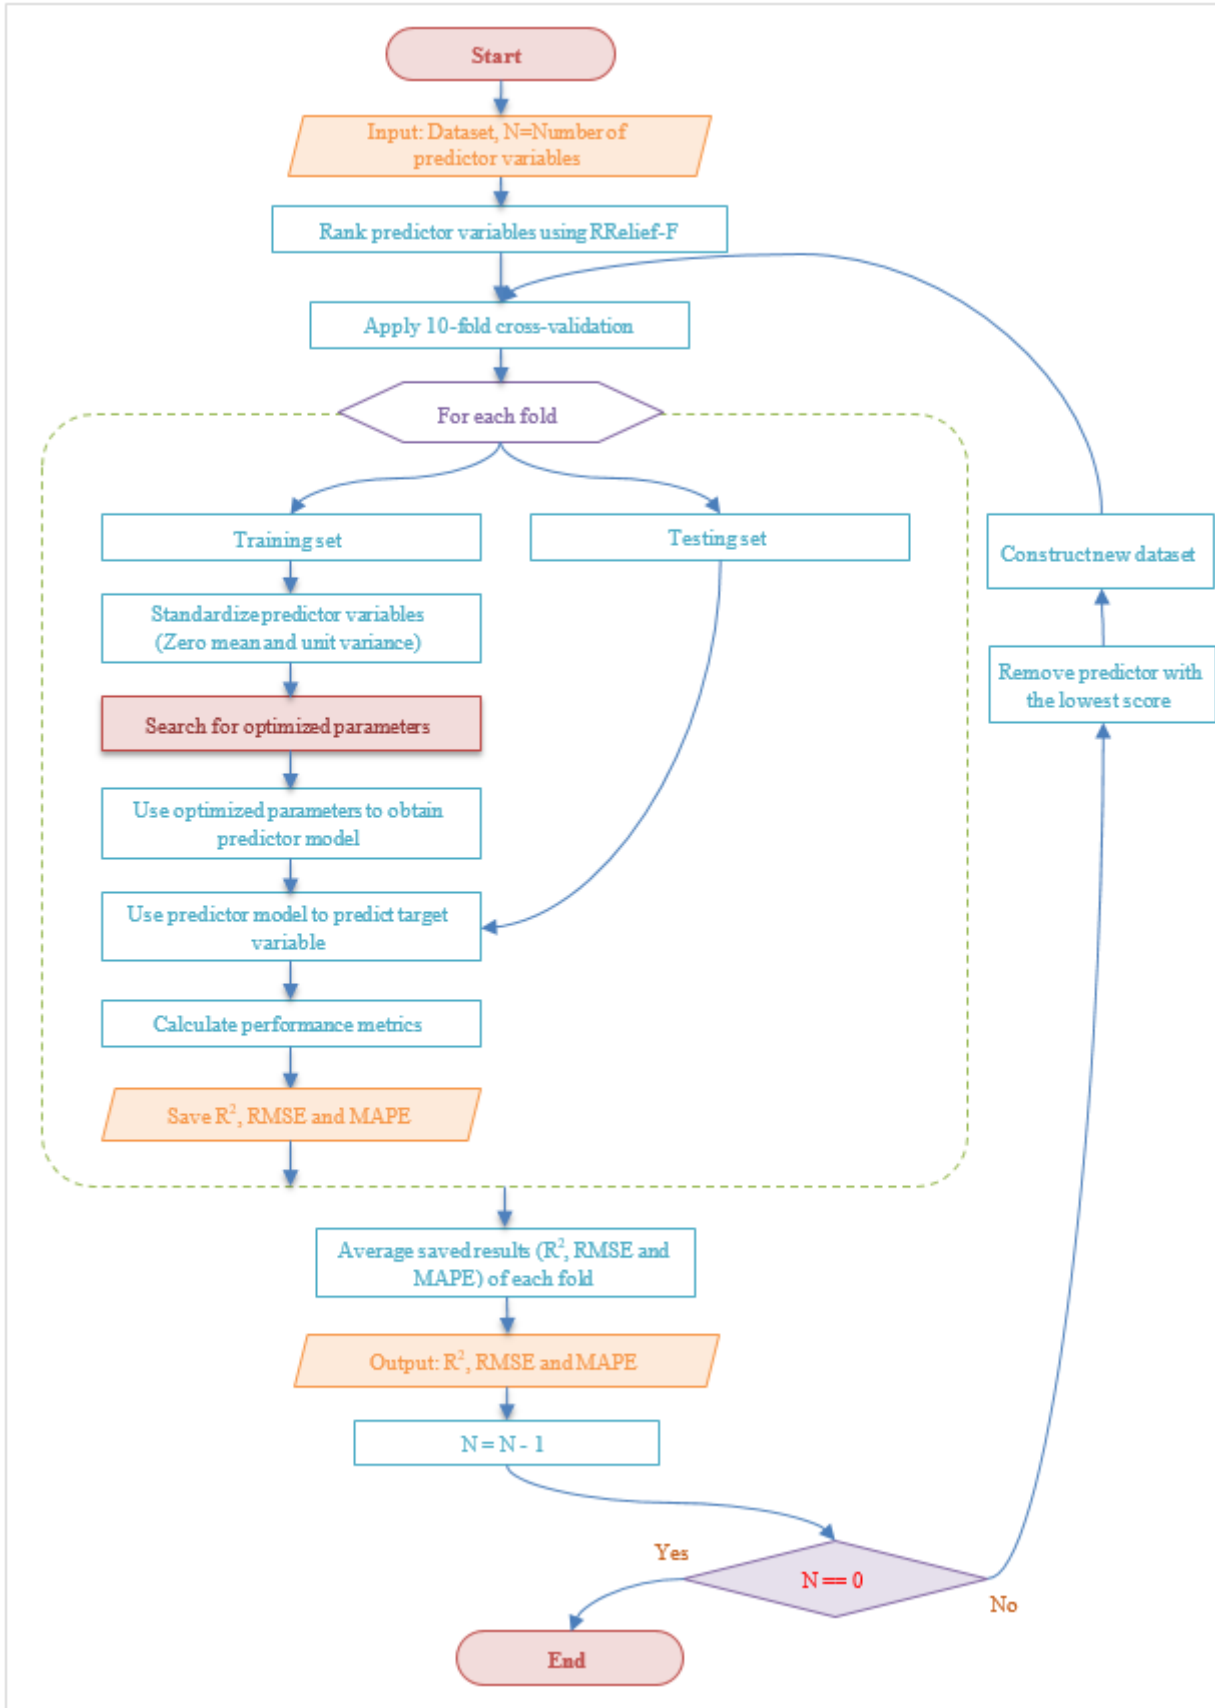 Start
Input: Dataset, N=Number of
predictor variables
Rank predictor variables using RRelief-F
Apply 10-fold cross-validation
For each fold
Training set
Testing set
Standardize predictor variables
(Zero mean and unit variance)
Search for optimized parameters
Use optimized parameters to obtain
predictor model
Use predictor model to predict target
variable
Calculate performance metrics
Save R², RMSE and MAPE
Average saved results (R², RMSE and
MAPE) of each fold
Output: R², RMSE and MAPE
N = N - 1
N == 0
Yes
No
End
Remove predictor with
the lowest score
Construct new dataset